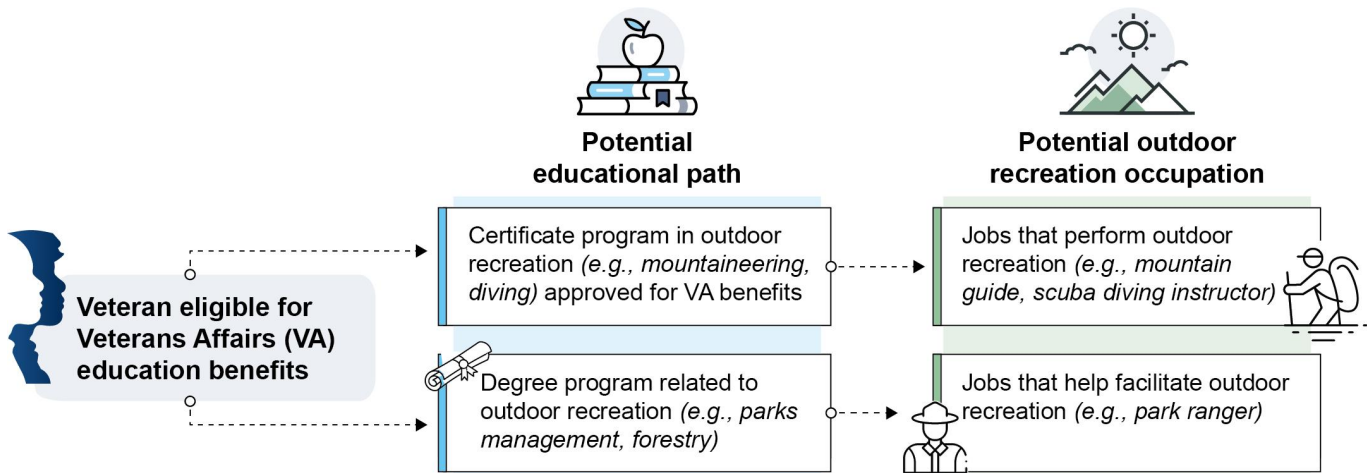 Potential
educational path
Potential outdoor
recreation occupation
Veteran eligible for
Veterans Affairs (VA)
education benefits
Certificate program in outdoor
recreation (e.g., mountaineering,
diving) approved for VA benefits
Jobs that perform outdoor
recreation (e.g., mountain
guide, scuba diving instructor)
Degree program related to
outdoor recreation (e.g., parks
management, forestry)
Jobs that help facilitate outdoor
recreation (e.g., park ranger)